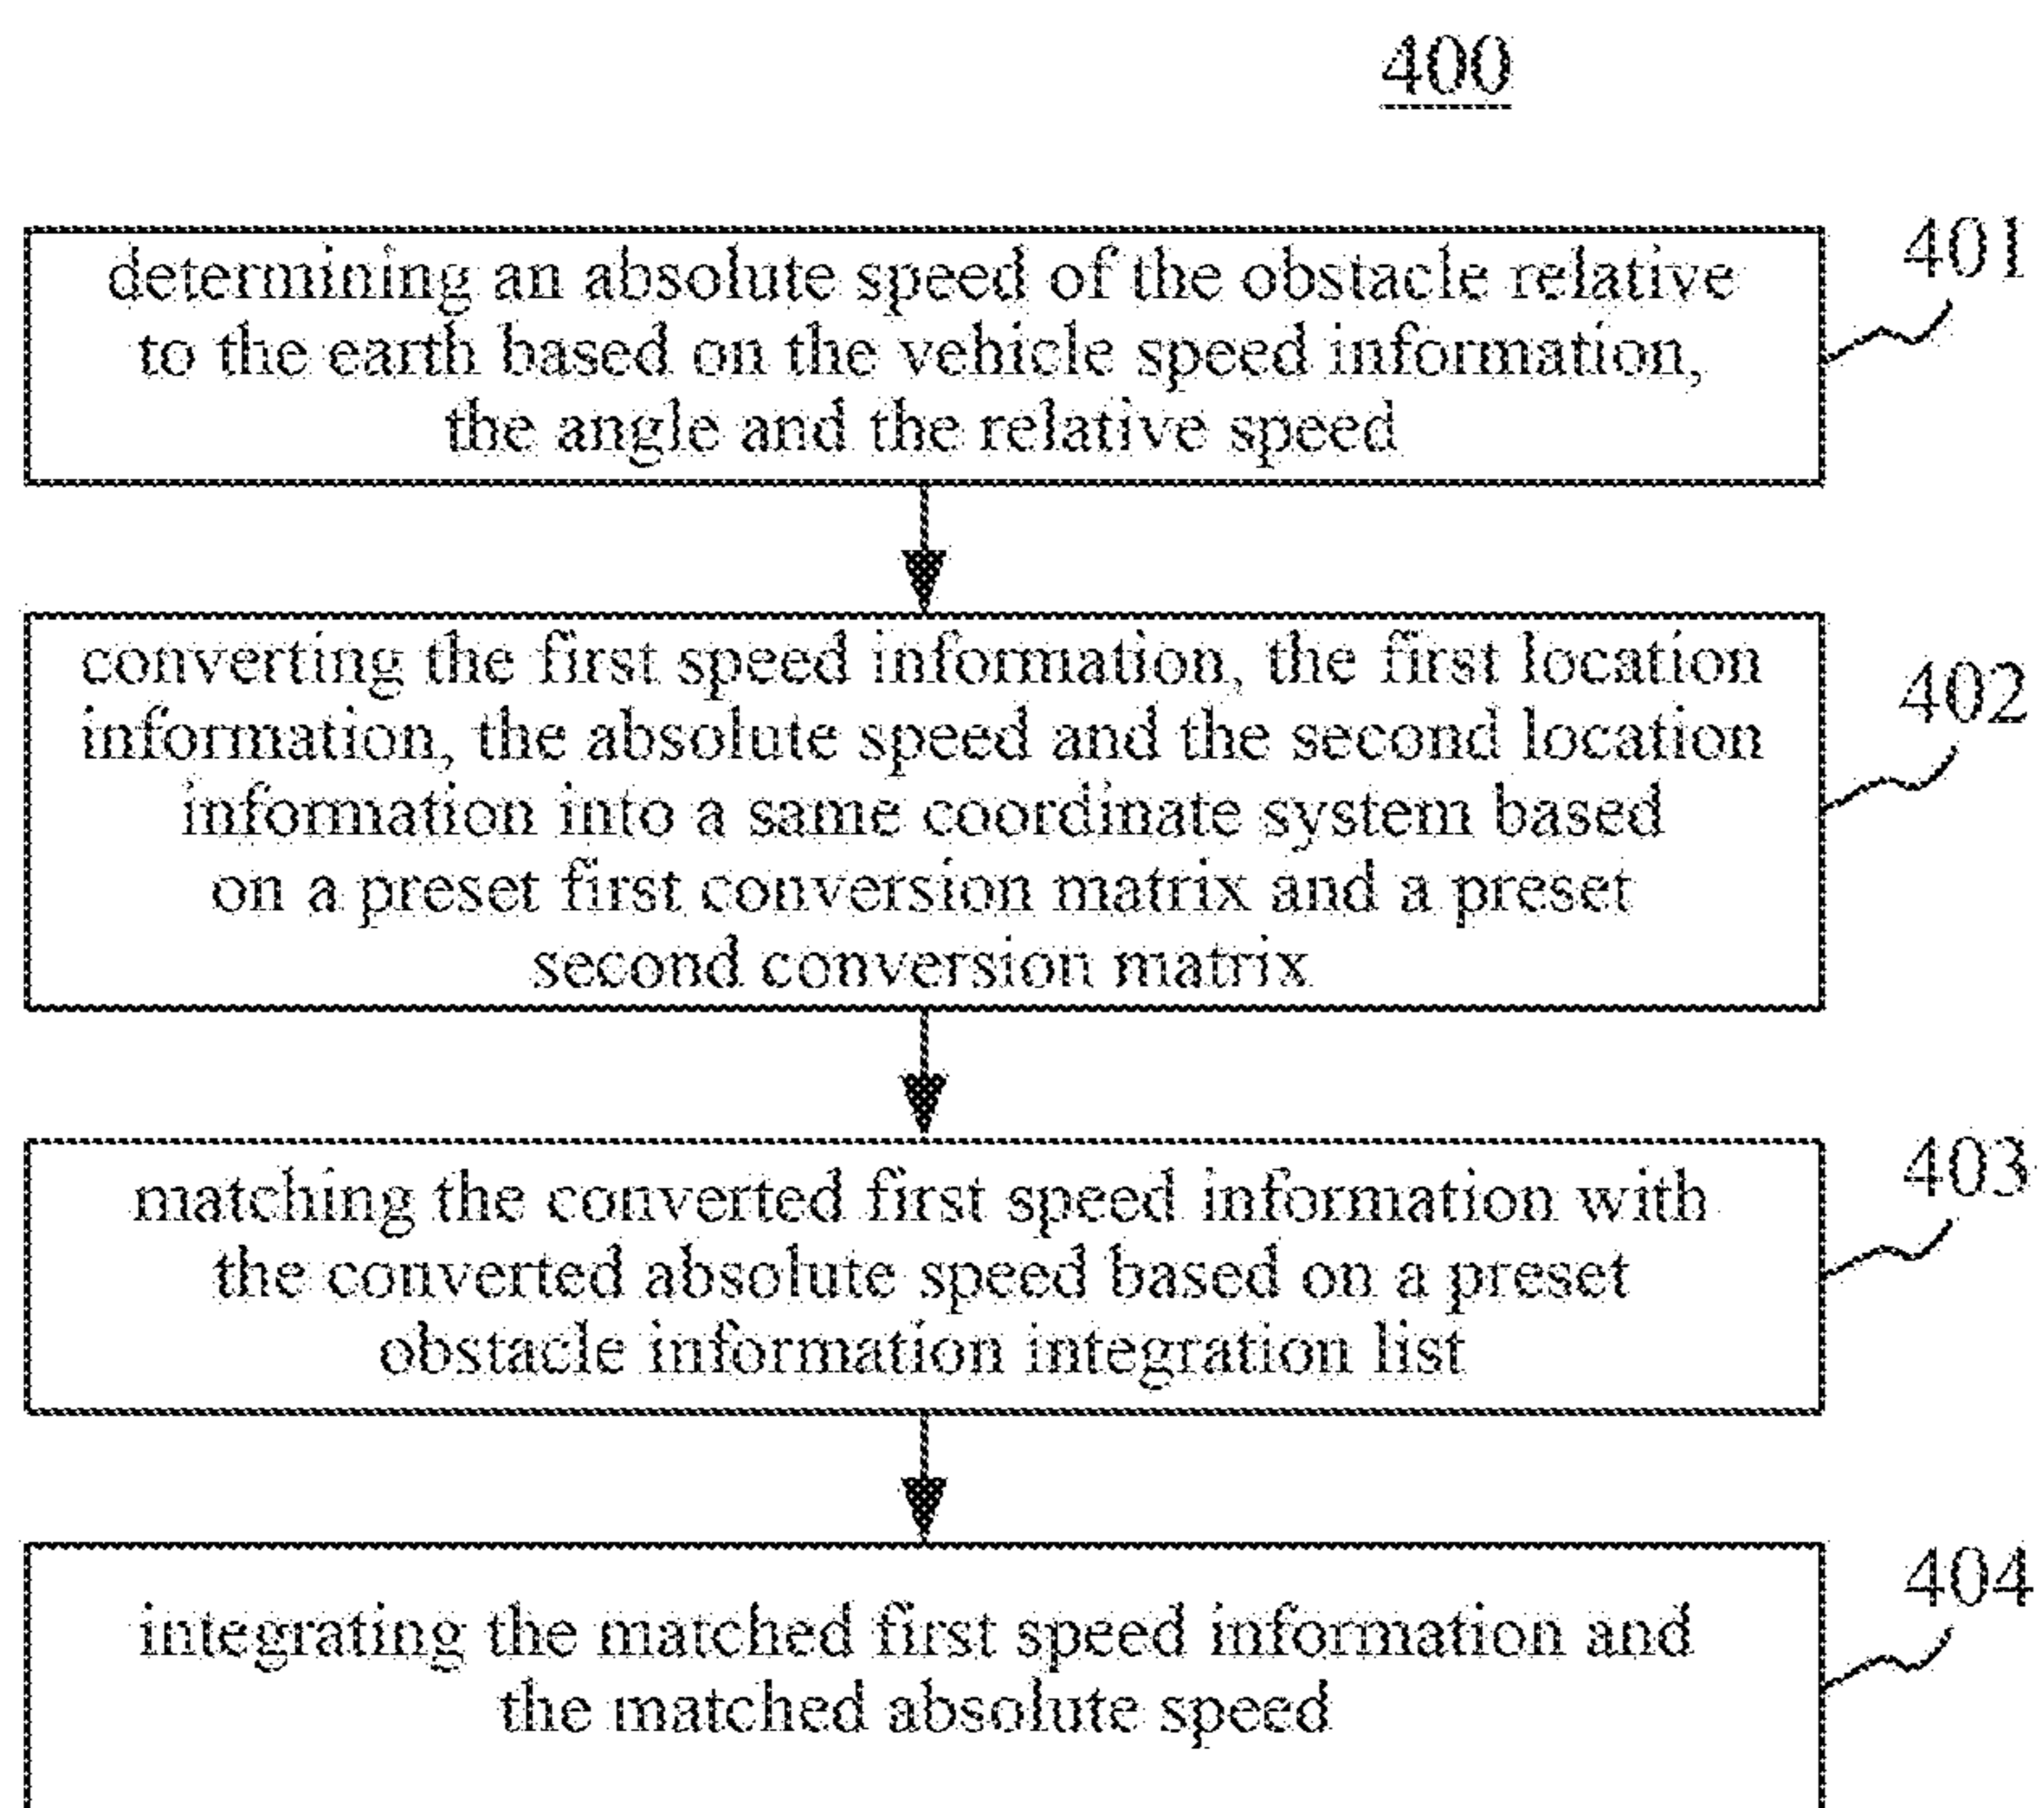 400
401
determining an absolute speed of the obstacle relative
to the earth based on the vehicle speed information,
the angle and the relative speed
402
converting the first speed information, the first location
information, the absolute speed and the second location
information into a same coordinate system based
on a preset first conversion matrix and a preset
second conversion matrix
403
matching the converted first speed information with
the converted absolute speed based on a preset
obstacle information integration list
404
integrating the matched first speed information and
the matched absolute speed